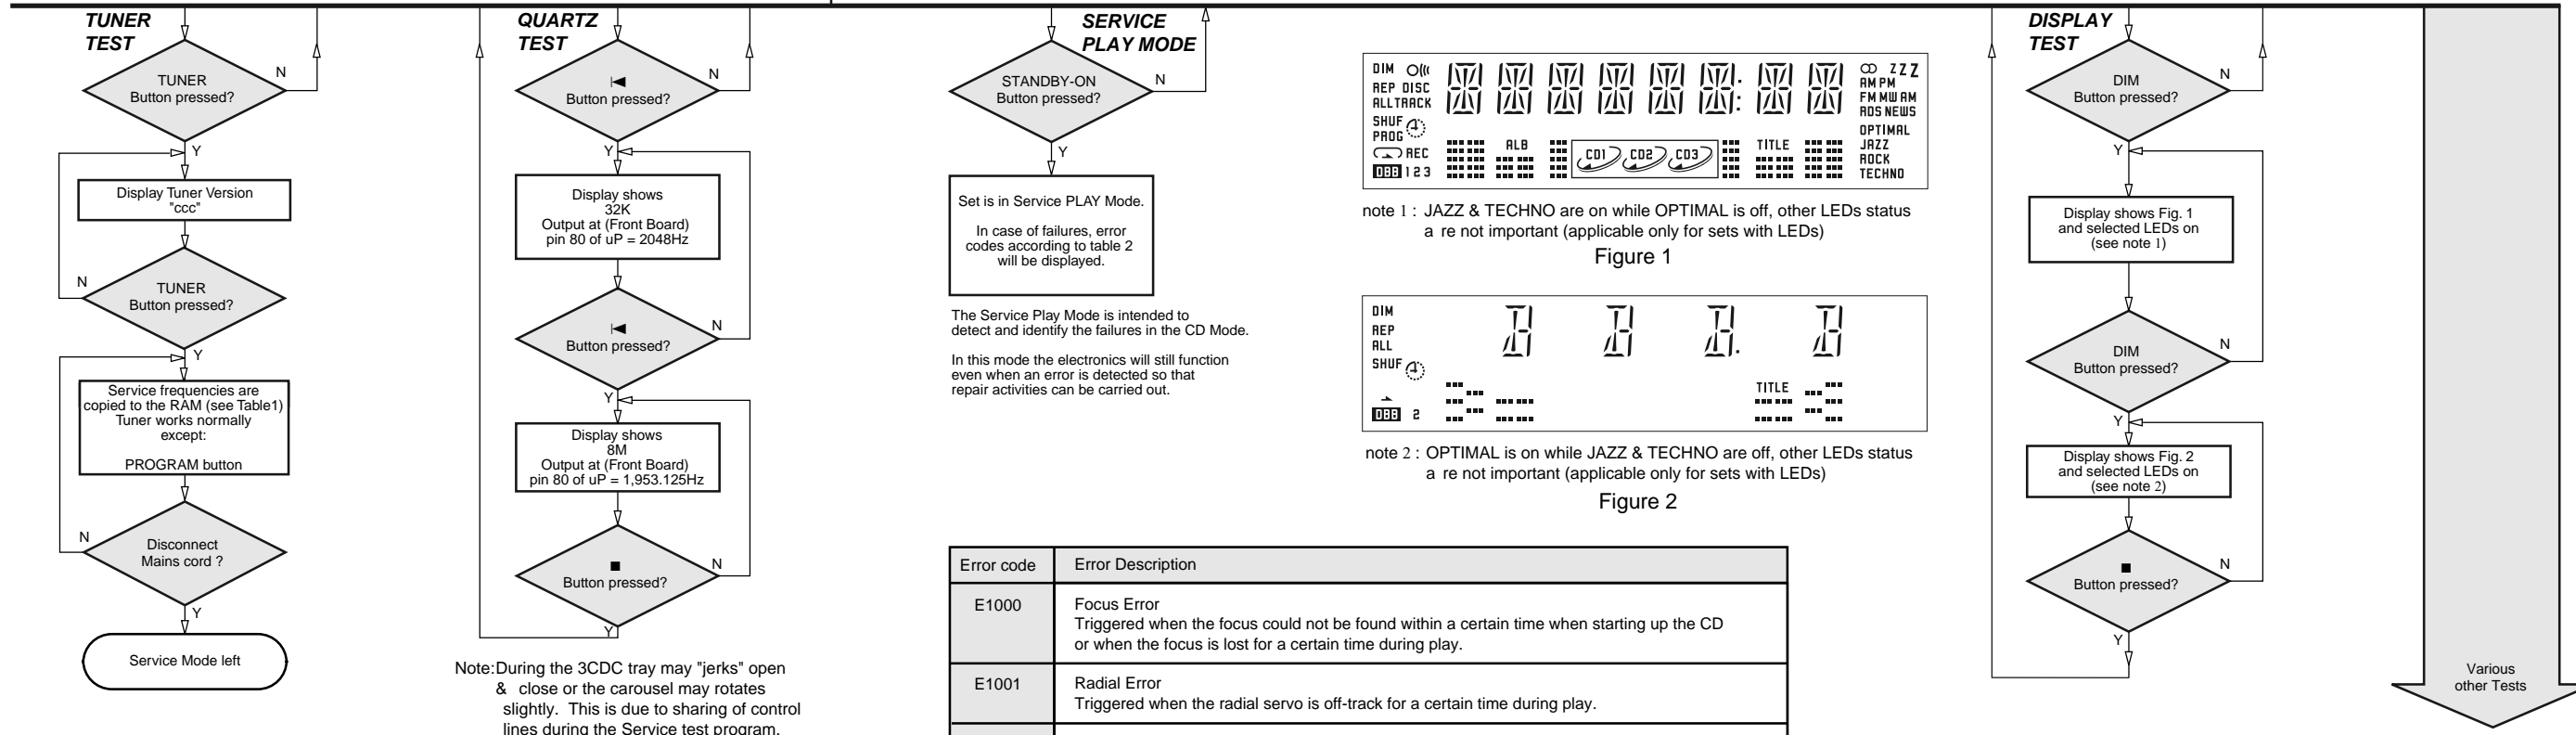 TUNER
TEST
TUNER
Button pressed?
N
Y
Display Tuner Version
"ccc"
TUNER
Button pressed?
N
Y
Service frequencies are
copied to the RAM (see Table1)
Tuner works normally
except:
PROGRAM button
Disconnect
Mains cord ?
N
Y
Service Mode left
QUARTZ
TEST
Button pressed?
N
Y
Display shows
32K
Output at (Front Board)
pin 80 of uP = 2048Hz
Button pressed?
N
Y
Display shows
8M
Output at (Front Board)
pin 80 of uP = 1,953.125Hz
Button pressed?
N
Y
Note:During the 3CDC tray may "jerks" open
& close or the carousel may rotates
slightly. This is due to sharing of control
lines during the Service test program.
SERVICE
PLAY MODE
STANDBY-ON
Button pressed?
N
Y
Set is in Service PLAY Mode.
In case of failures, error
codes according to table 2
will be displayed.
The Service Play Mode is intended to
detect and identify the failures in the CD Mode.
In this mode the electronics will still function
even when an error is detected so that
repair activities can be carried out.
DIM
REP DISC
ALL TRACK
SHUF
PROG
REC
DBB 1 2 3
ALB
CD1 CD2 CD3
TITLE
Z Z Z
AM PM
FM MW AM
RDS NEWS
OPTIMAL
JAZZ
ROCK
TECHNO
note 1 : JAZZ & TECHNO are on while OPTIMAL is off, other LEDs status
a re not important (applicable only for sets with LEDs)
Figure 1
DIM
REP
ALL
SHUF
DBB 2
TITLE
note 2 : OPTIMAL is on while JAZZ & TECHNO are off, other LEDs status
a re not important (applicable only for sets with LEDs)
Figure 2
Error code Error Description
E1000 Focus Error
Triggered when the focus could not be found within a certain time when starting up the CD
or when the focus is lost for a certain time during play.
E1001 Radial Error
Triggered when the radial servo is off-track for a certain time during play.
DISPLAY
TEST
DIM
Button pressed?
N
Y
Display shows Fig. 1
and selected LEDs on
(see note 1)
DIM
Button pressed?
N
Y
Display shows Fig. 2
and selected LEDs on
(see note 2)
Button pressed?
N
Y
Various
other Tests